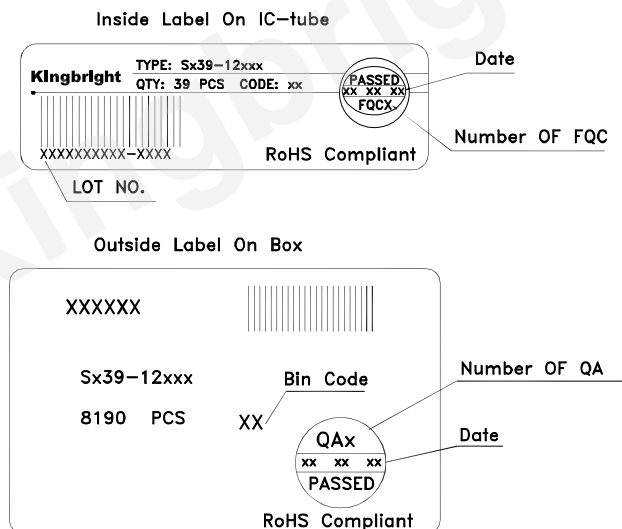 Inside Label On IC-tube
Kingbright
TYPE: Sx39-12xxx
QTY: 39 PCS CODE: xx
PASSED
xx xx xx
FQCX
Date
Number OF FQC
XXXXXXXXXX-XXXX
RoHS Compliant
LOT NO.
Outside Label On Box
XXXXXX
Sx39-12xxx
Bin Code
Number OF QA
8190 PCS
XX
QAx
Date
xx xx xx
PASSED
RoHS Compliant
Kingbright